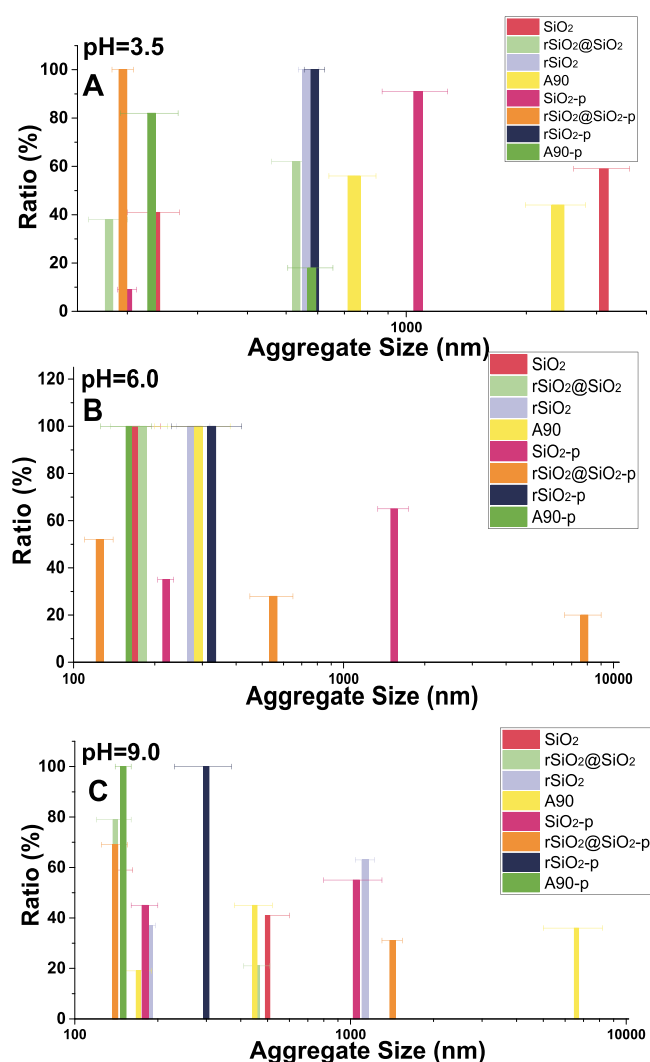 pH=3.5
A
SiO₂
rSiO₂@SiO₂
rSiO₂
A90
SiO₂-p
rSiO₂@SiO₂-p
rSiO₂-p
A90-p
100
80
60
40
20
0
Ratio (%)
1000
Aggregate Size (nm)
pH=6.0
B
SiO₂
rSiO₂@SiO₂
rSiO₂
A90
SiO₂-p
rSiO₂@SiO₂-p
rSiO₂-p
A90-p
120
100
80
60
40
20
0
Ratio (%)
100 1000 10000
Aggregate Size (nm)
pH=9.0
C
SiO₂
rSiO₂@SiO₂
rSiO₂
A90
SiO₂-p
rSiO₂@SiO₂-p
rSiO₂-p
A90-p
100
80
60
40
20
0
Ratio (%)
100 1000 10000
Aggregate Size (nm)